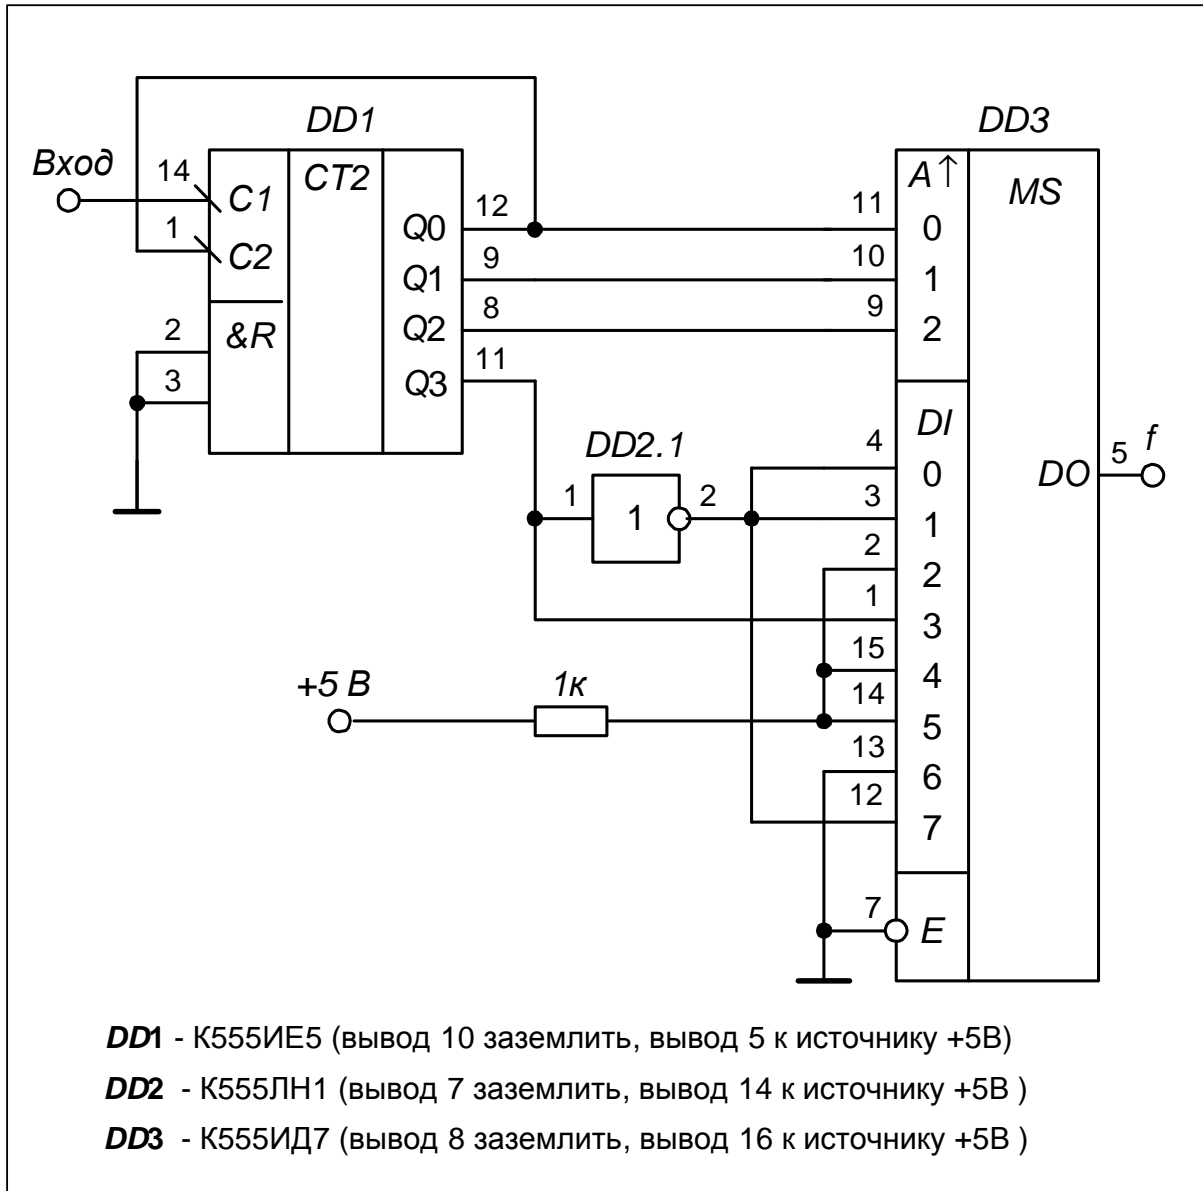 DD1
DD3
Вход
14
C1
CT2
A↑
MS
1
C2
Q0
12
11
0
Q1
9
10
1
2
&R
Q2
8
9
2
3
Q3
11
DI
DD2.1
4
0
DO
5
f
1
1
2
3
1
2
2
1
3
+5 В
1к
15
4
14
5
13
6
12
7
7
E
DD1 - К555ИЕ5 (вывод 10 заземлить, вывод 5 к источнику +5В)
DD2 - К555ЛН1 (вывод 7 заземлить, вывод 14 к источнику +5В )
DD3 - К555ИД7 (вывод 8 заземлить, вывод 16 к источнику +5В )